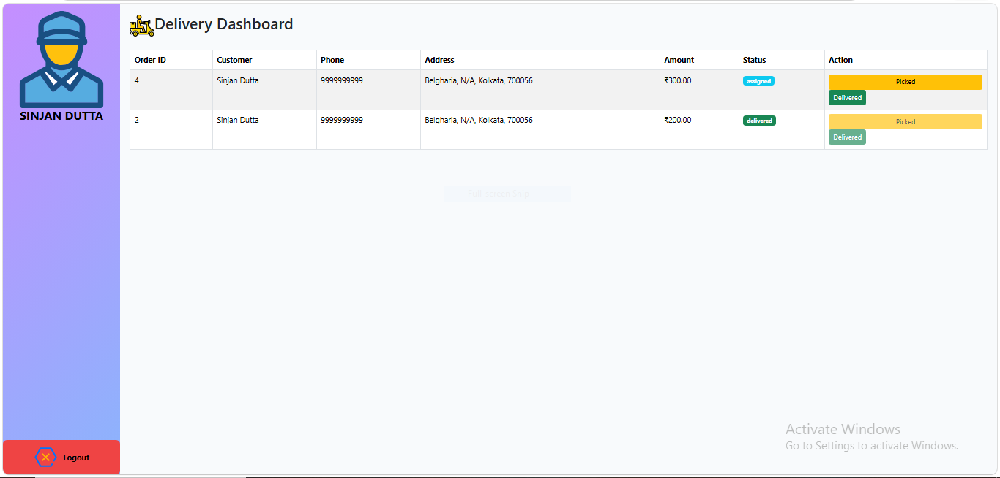 Delivery Dashboard
SINJAN DUTTA
Order ID Customer Phone Address Amount Status Action
4 Sinjan Dutta 9999999999 Belgharia, N/A, Kolkata, 700056 ₹300.00 assigned Picked
Delivered
2 Sinjan Dutta 9999999999 Belgharia, N/A, Kolkata, 700056 ₹200.00 delivered Picked
Delivered
Full-screen Snip
Activate Windows
Go to Settings to activate Windows.
Logout